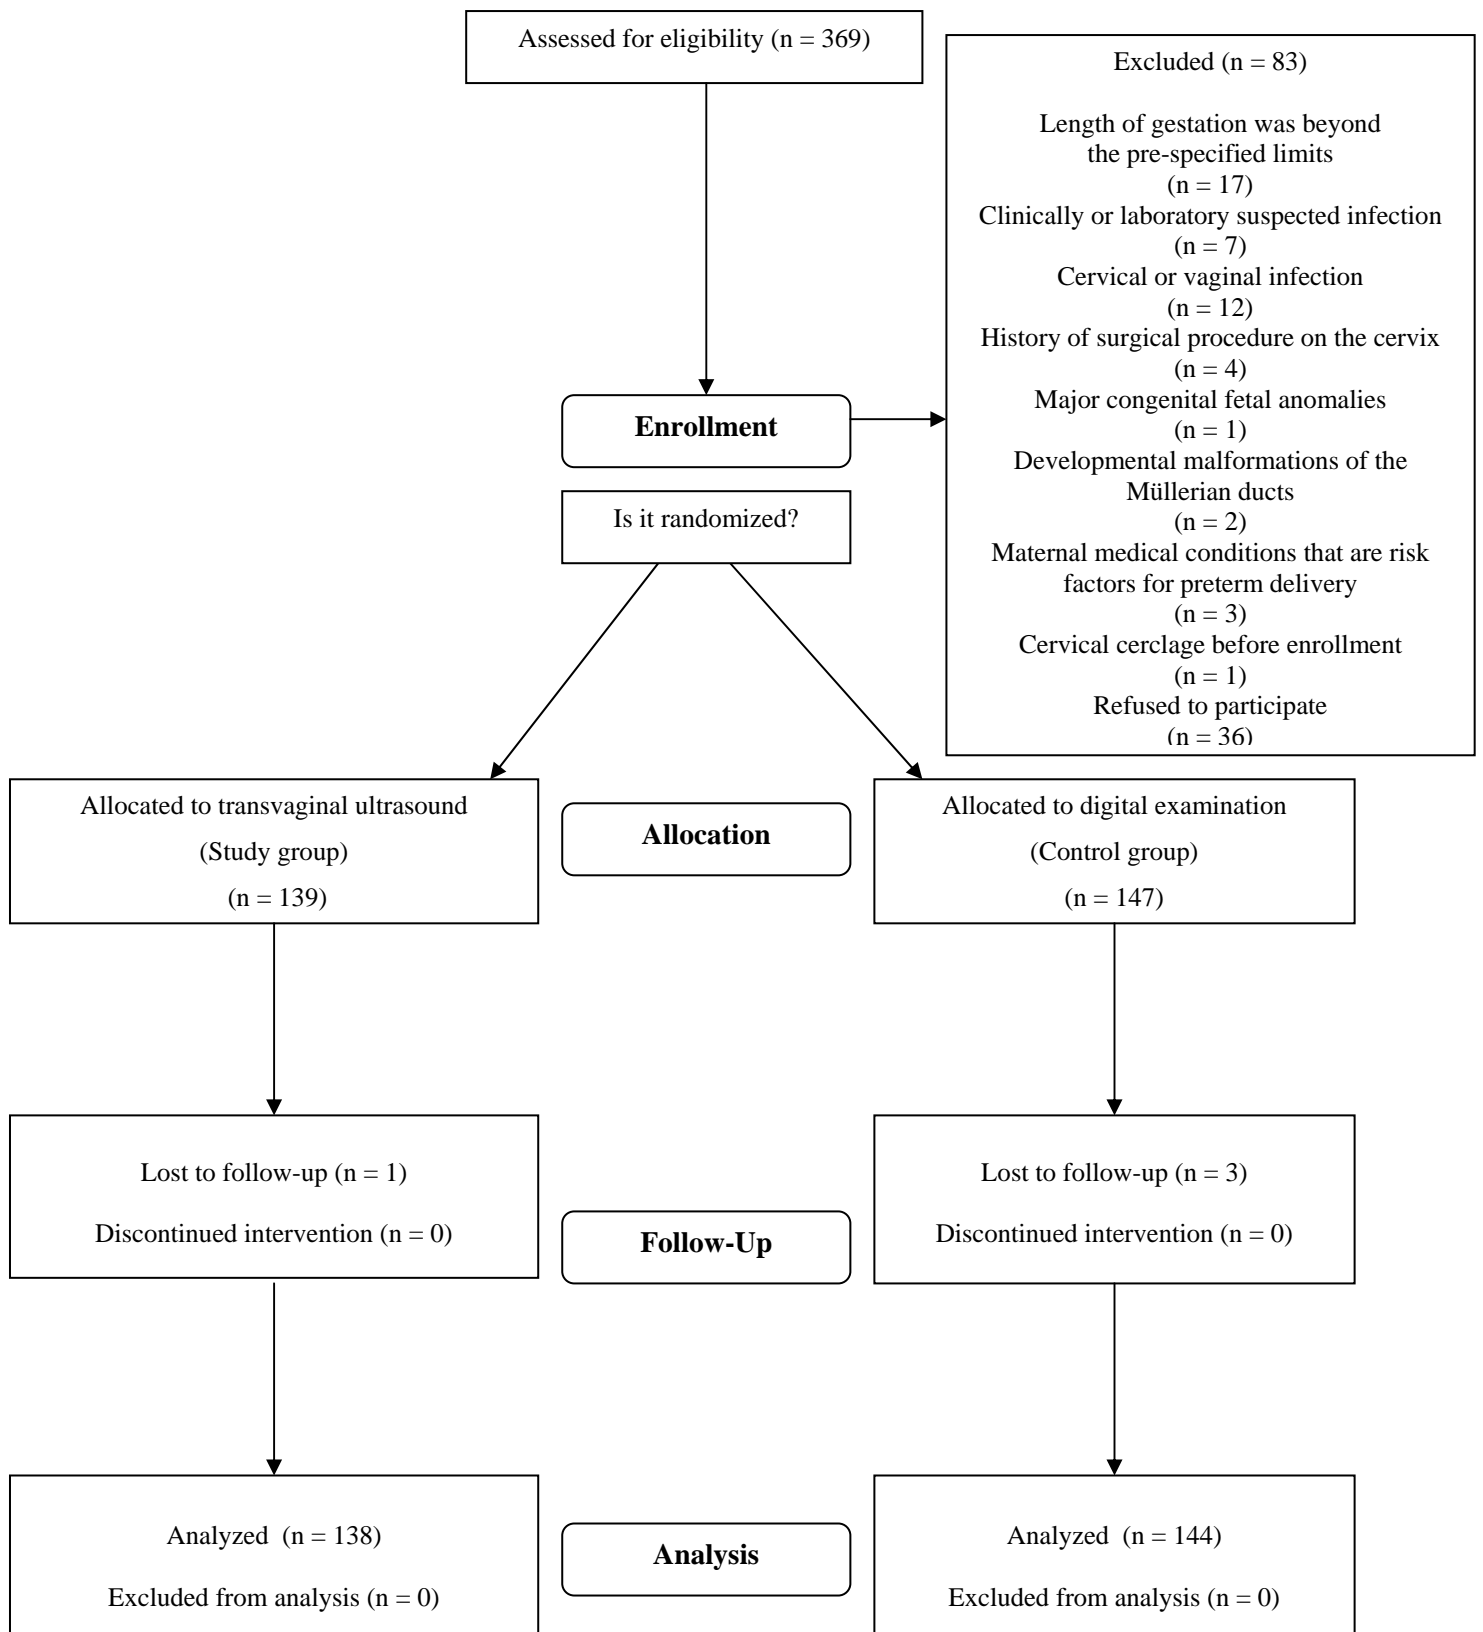 Assessed for eligibility (n = 369)
Excluded (n = 83)
Length of gestation was beyond
the pre-specified limits
(n = 17)
Clinically or laboratory suspected infection
(n = 7)
Cervical or vaginal infection
(n = 12)
History of surgical procedure on the cervix
(n = 4)
Major congenital fetal anomalies
(n = 1)
Developmental malformations of the
Müllerian ducts
(n = 2)
Maternal medical conditions that are risk
factors for preterm delivery
(n = 3)
Cervical cerclage before enrollment
(n = 1)
Refused to participate
(n = 36)
Enrollment
Is it randomized?
Allocated to transvaginal ultrasound
(Study group)
(n = 139)
Allocation
Allocated to digital examination
(Control group)
(n = 147)
Lost to follow-up (n = 1)
Discontinued intervention (n = 0)
Follow-Up
Lost to follow-up (n = 3)
Discontinued intervention (n = 0)
Analyzed  (n = 138)
Excluded from analysis (n = 0)
Analysis
Analyzed  (n = 144)
Excluded from analysis (n = 0)